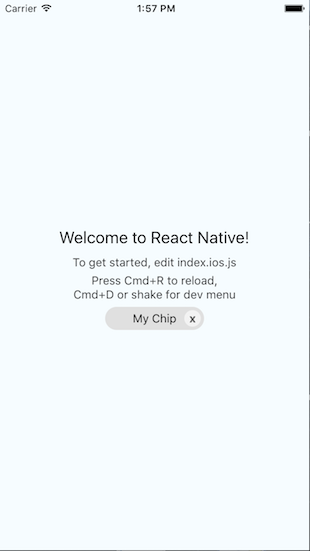 Carrier 1:57 PM
Welcome to React Native!
To get started, edit index.ios.js
Press Cmd+R to reload,
Cmd+D or shake for dev menu
My Chip x